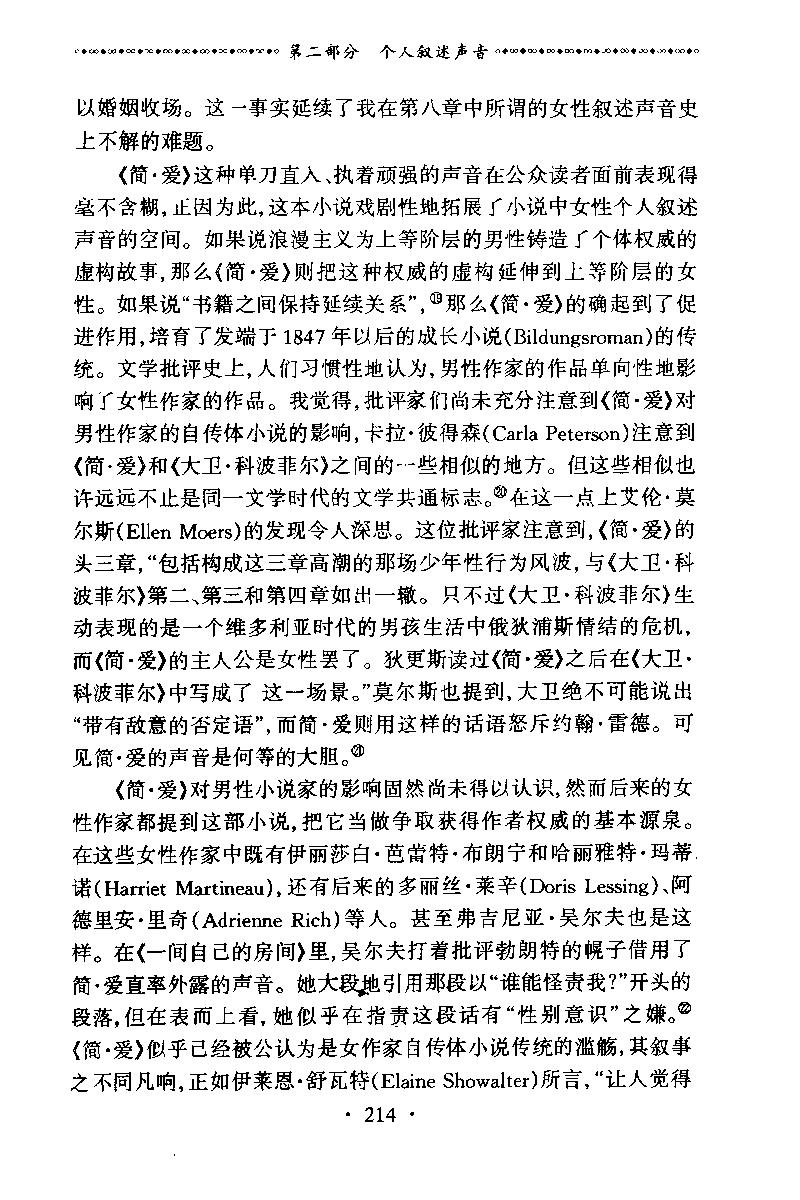 第二部分 个人叙述声音
以婚姻收场。这一事实延续了我在第八章中所谓的女性叙述声音史
上不解的难题。
《简·爱》这种单刀直入、执着顽强的声音在公众读者面前表现得
毫不含糊,正因为此,这本小说戏剧性地拓展了小说中女性个人叙述
声音的空间。如果说浪漫主义为上等阶层的男性铸造了个体权威的
虚构故事,那么《简·爱》则把这种权威的虚构延伸到上等阶层的女
性。如果说“书籍之间保持延续关系”,⑲那么《简·爱》的确起到了促
进作用,培育了发端于1847年以后的成长小说(Bildungsroman)的传
统。文学批评史上,人们习惯性地认为,男性作家的作品单向性地影
响了女性作家的作品。我觉得,批评家们尚未充分注意到《简·爱》对
男性作家的自传体小说的影响,卡拉·彼得森(Carla Peterson)注意到
《简·爱》和《大卫·科波菲尔》之间的一些相似的地方。但这些相似也
许远远不止是同一文学时代的文学共通标志。⑳在这一点上艾伦·莫
尔斯(Ellen Moers)的发现令人深思。这位批评家注意到,《简·爱》的
头三章,“包括构成这三章高潮的那场少年性行为风波,与《大卫·科
波菲尔》第二、第三和第四章如出一辙。只不过《大卫·科波菲尔》生
动表现的是一个维多利亚时代的男孩生活中俄狄浦斯情结的危机,
而《简·爱》的主人公是女性罢了。狄更斯读过《简·爱》之后在《大卫·
科波菲尔》中写成了 这一场景。”莫尔斯也提到,大卫绝不可能说出
“带有敌意的否定语”,而简·爱则用这样的话语怒斥约翰·雷德。可
见简·爱的声音是何等的大胆。㉑
《简·爱》对男性小说家的影响固然尚未得以认识,然而后来的女
性作家都提到这部小说,把它当做争取获得作者权威的基本源泉。
在这些女性作家中既有伊丽莎白·芭蕾特·布朗宁和哈丽雅特·玛蒂
诺(Harriet Martineau),还有后来的多丽丝·莱辛(Doris Lessing)、阿
德里安·里奇(Adrienne Rich)等人。甚至弗吉尼亚·吴尔夫也是这
样。在《一间自己的房间》里,吴尔夫打着批评勃朗特的幌子借用了
简·爱直率外露的声音。她大段地引用那段以“谁能怪责我?”开头的
段落,但在表而上看,她似乎在指责这段话有“性别意识”之嫌。㉒
《简·爱》似乎已经被公认为是女作家自传体小说传统的滥觞,其叙事
之不同凡响,正如伊莱恩·舒瓦特(Elaine Showalter)所言,“让人觉得
· 214 ·